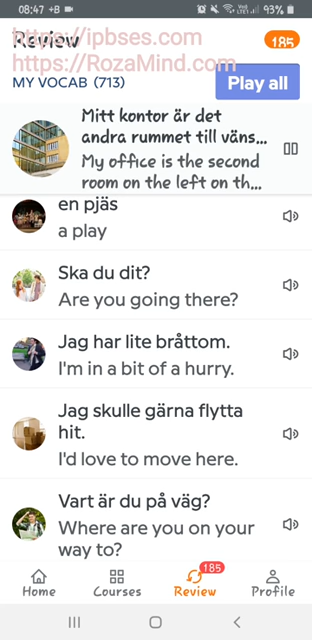 08:47 +B
93%
http://ipbses.com
Review
185
https://RozaMind.com
MY VOCAB (713)
Play all
Mitt kontor är det
andra rummet tillväns...
My office is the second
room on the left on th...
en pjäs
a play
Ska du dit?
Are you going there?
Jag har lite bråttom.
I'm in a bit of a hurry.
Jag skulle gärna flytta
hit.
I'd love to move here.
Vart är du på väg?
Where are you on your
way to?
185
Home
Courses
Review
Profile